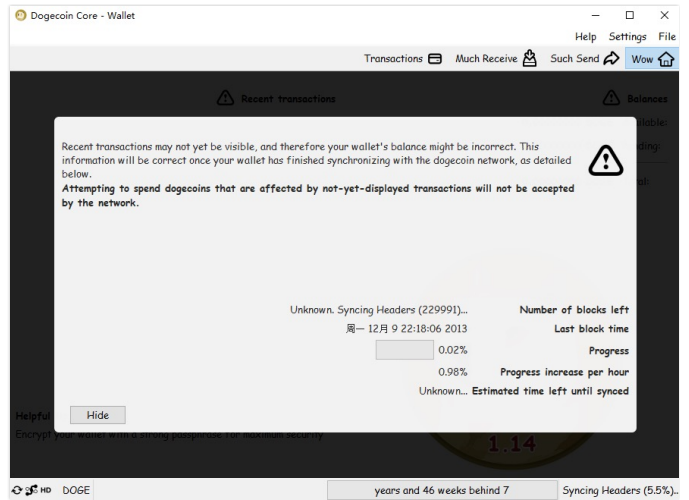 Dogecoin Core - Wallet
Help Settings File
Transactions Much Receive Such Send Wow
Recent transactions
Balances
Recent transactions may not yet be visible, and therefore your wallet's balance might be incorrect. This
information will be correct once your wallet has finished synchronizing with the dogecoin network, as detailed
below.
Attempting to spend dogecoins that are affected by not-yet-displayed transactions will not be accepted
by the network.
Unknown. Syncing Headers (229991)... Number of blocks left
周一 12月 9 22:18:06 2013 Last block time
0.02% Progress
0.98% Progress increase per hour
Unknown... Estimated time left until synced
Hide
Helpful
Encrypt your wallet with a strong passphrase for maximum security
1.14
HD DOGE
years and 46 weeks behind 7
Syncing Headers (5.5%)..